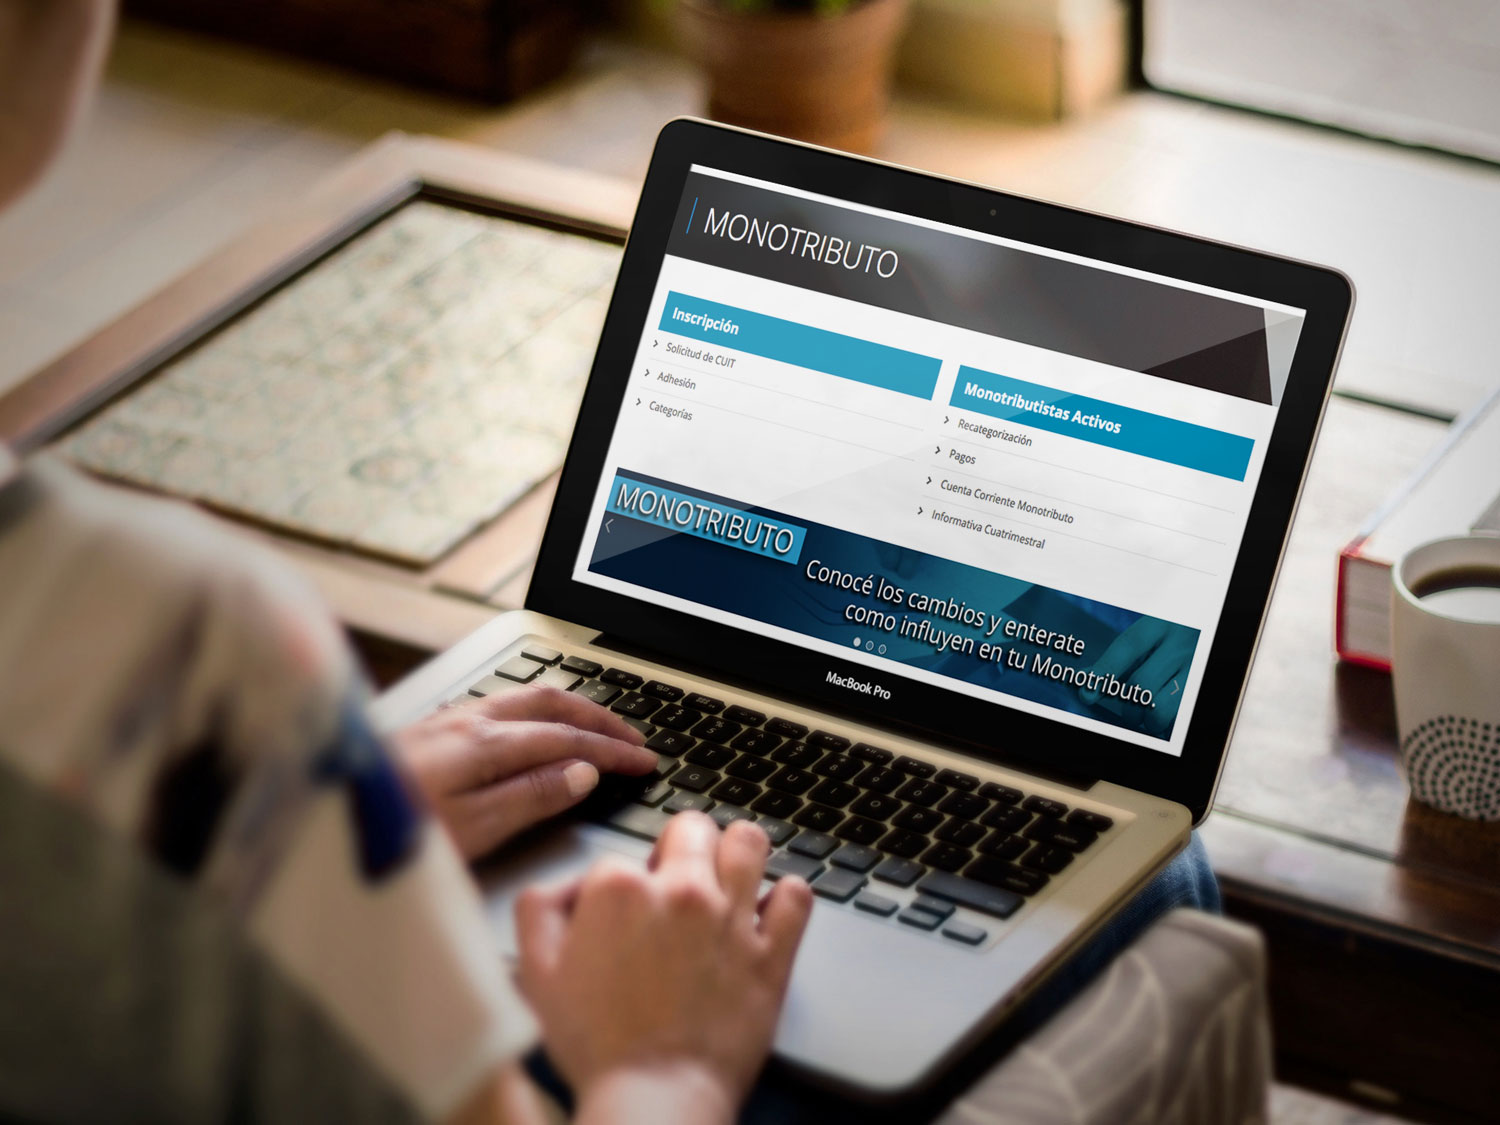 MONOTRIBUTO
Inscripción
Solicitud de CUIT
Adhesión
Categorías
Monotributistas Activos
Recategorización
Pagos
Cuenta Corriente Monotributo
Informativa Cuatrimestral
MONOTRIBUTO
Conocé los cambios y enterate
como influyen en tu Monotributo.
MacBook Pro